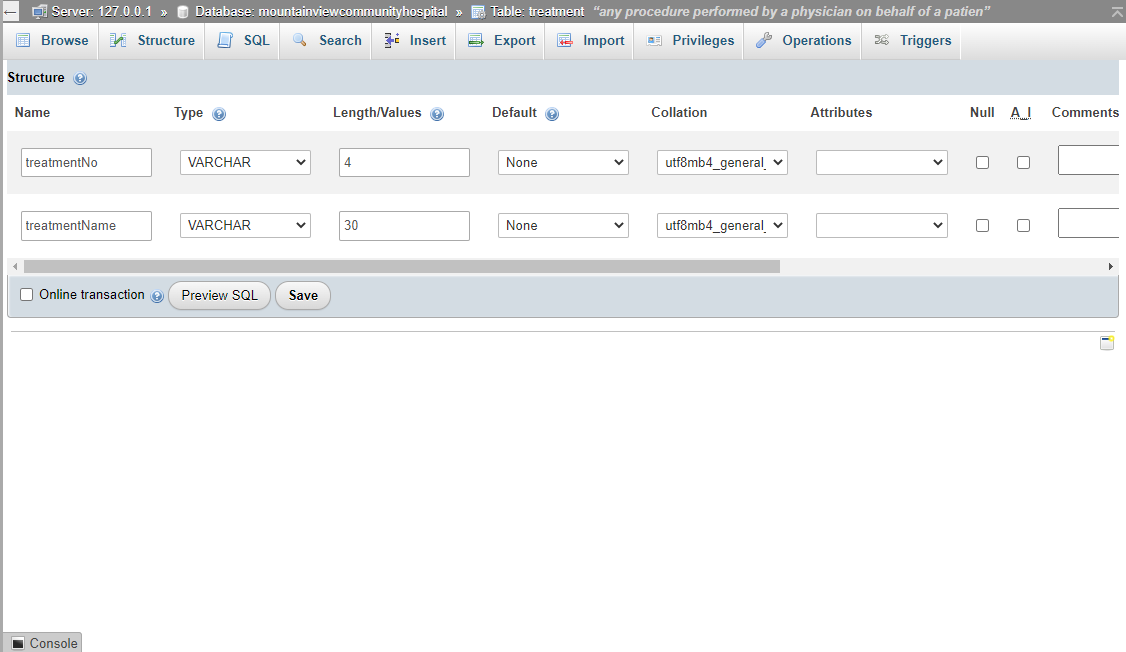 Server: 127.0.0.1 » Database: mountainviewcommunityhospital » Table: treatment "any procedure performed by a physician on behalf of a patien"
Browse Structure SQL Search Insert Export Import Privileges Operations Triggers
Structure
Name Type Length/Values Default Collation Attributes Null A_I Comments
treatmentNo VARCHAR 4 None utf8mb4_general_
treatmentName VARCHAR 30 None utf8mb4_general_
Online transaction Preview SQL Save
Console